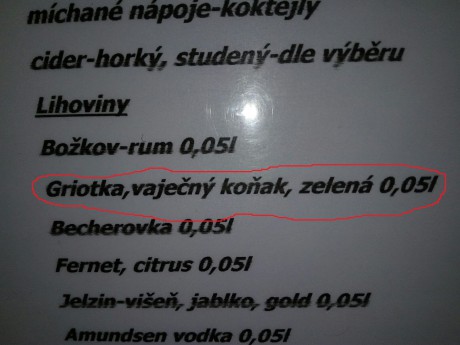 míchané nápoje-koktejly
cider-horký, studený-dle výběru
Lihoviny
Božkov-rum 0,05l
Griotka,vaječný koňak, zelená 0,05l
Becherovka 0,05l
Fernet, citrus 0,05l
Jelzin-višeň, jablko, gold 0,05l
Amundsen vodka 0,05l